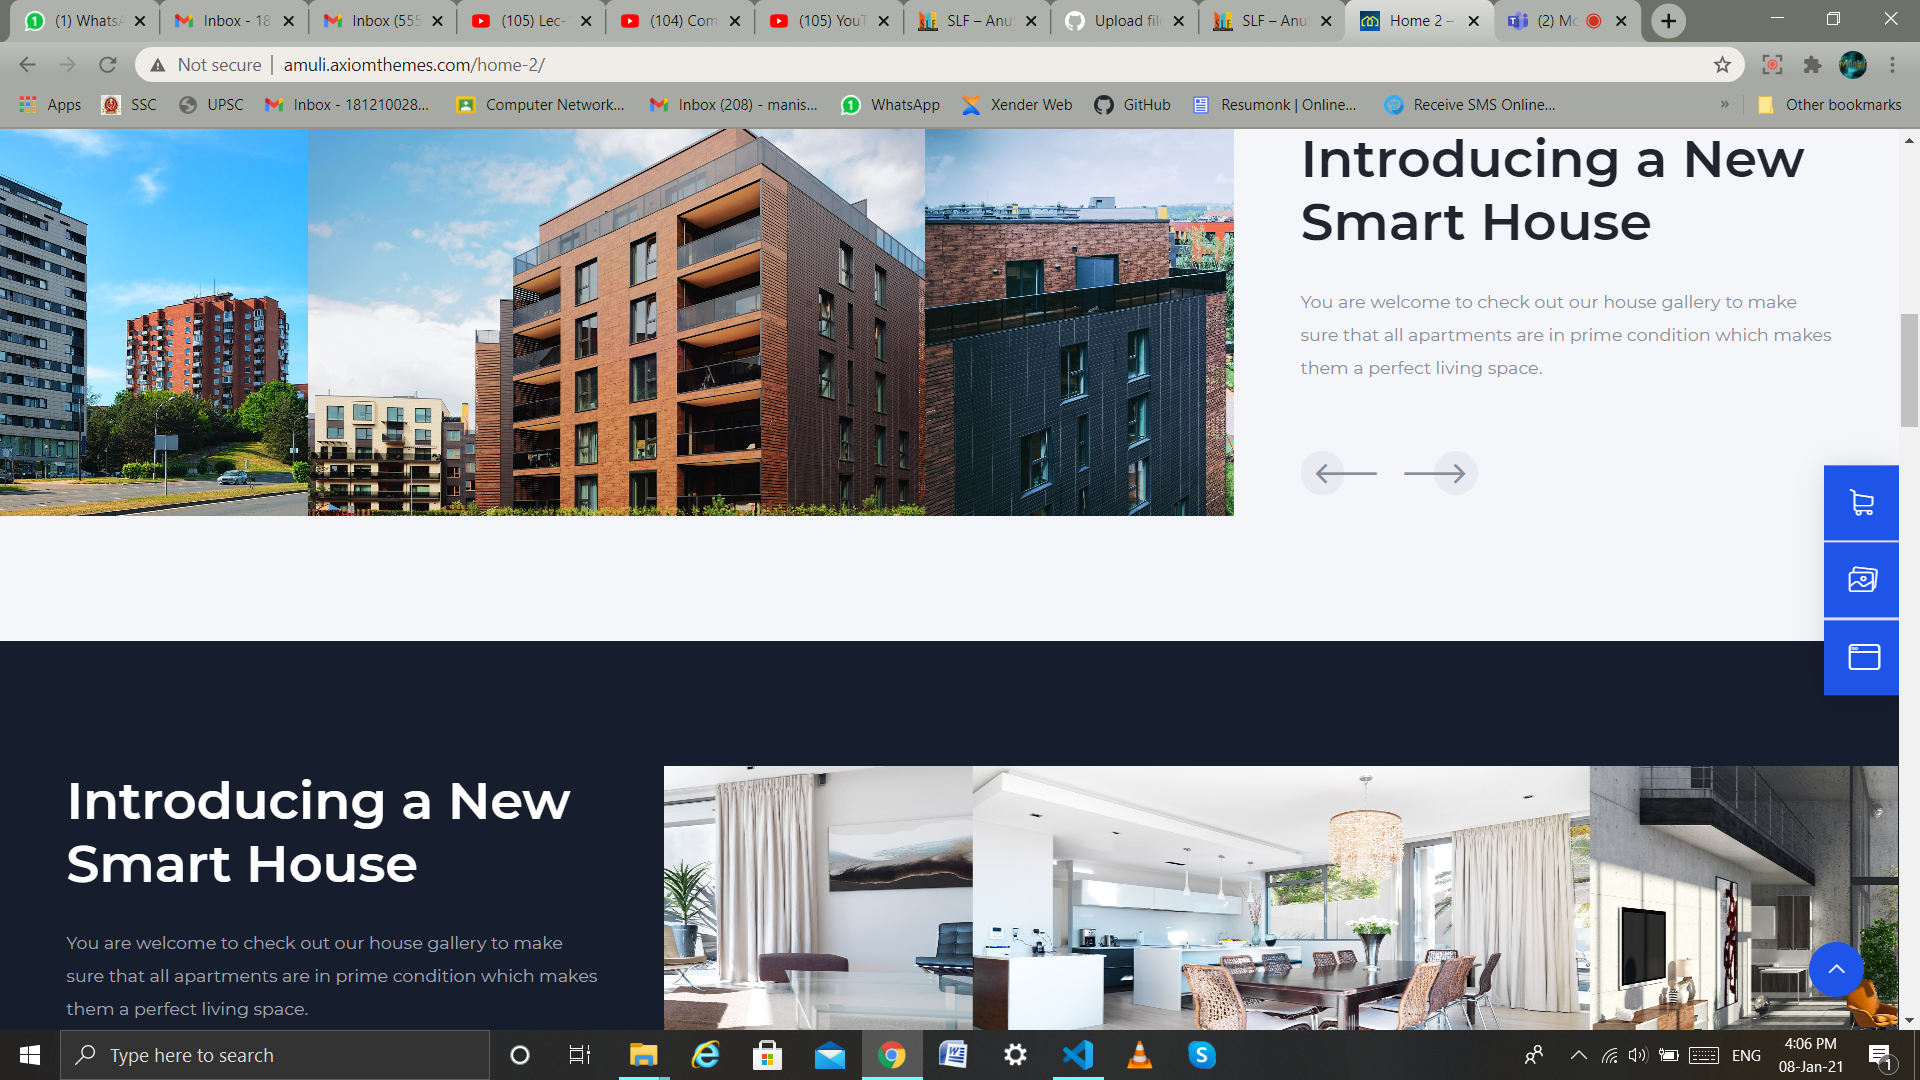 (1) Whats
Inbox - 18
Inbox (555
(105) Lec-
(104) Com
(105) YouT
SLF – Anu
Upload file
SLF – Anu
Home 2 –
(2) Mo
Not secure
amuli.axiomthemes.com/home-2/
Apps
SSC
UPSC
Inbox - 181210028...
Computer Network...
Inbox (208) - manis...
WhatsApp
Xender Web
GitHub
Resumonk | Online...
Receive SMS Online...
»
Other bookmarks
Introducing a New
Smart House
You are welcome to check out our house gallery to make
sure that all apartments are in prime condition which makes
them a perfect living space.
Introducing a New
Smart House
You are welcome to check out our house gallery to make
sure that all apartments are in prime condition which makes
them a perfect living space.
Type here to search
ENG
4:06 PM
08-Jan-21
1